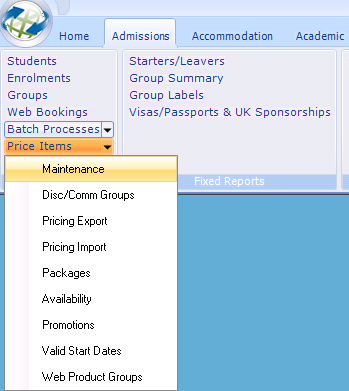 Home Admissions Accommodation Academic
Students
Enrolments
Groups
Web Bookings
Batch Processes
Price Items
Starters/Leavers
Group Summary
Group Labels
Visas/Passports & UK Sponsorships
Fixed Reports
Maintenance
Disc/Comm Groups
Pricing Export
Pricing Import
Packages
Availability
Promotions
Valid Start Dates
Web Product Groups